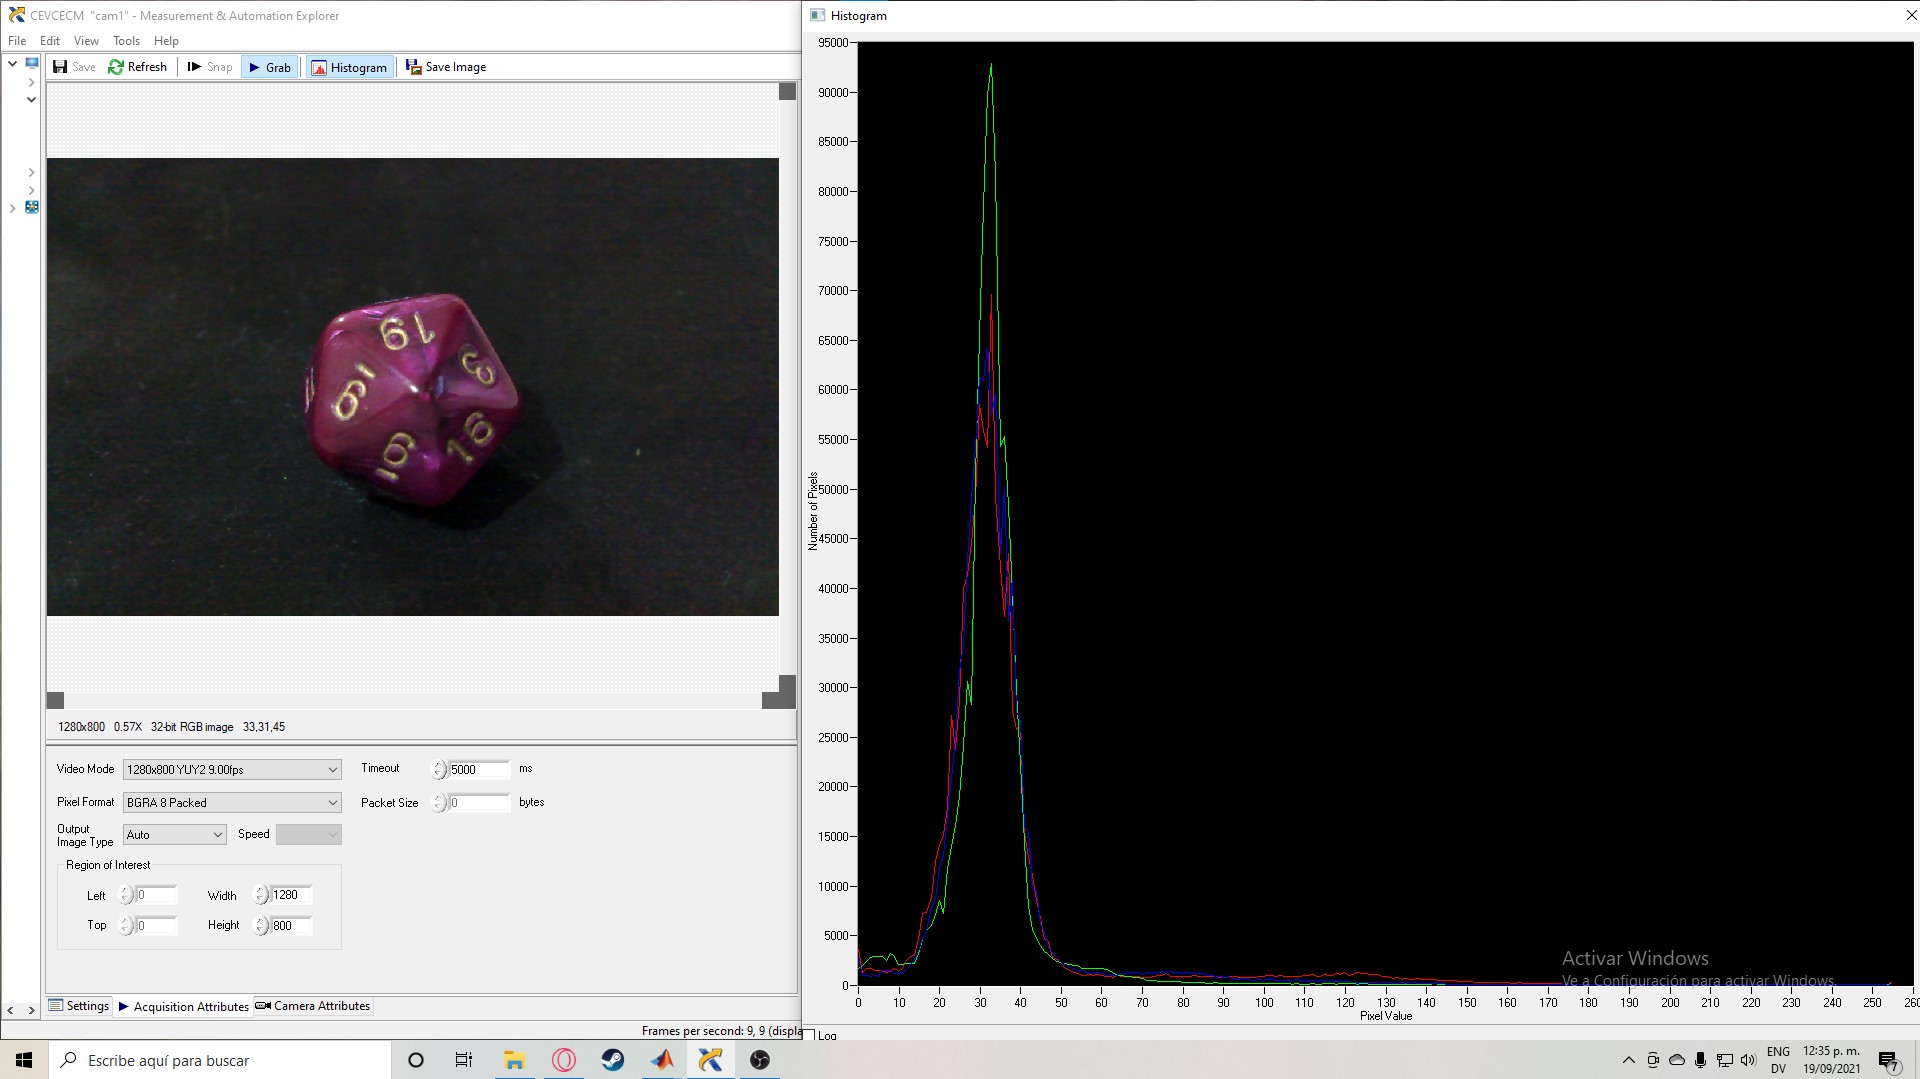 CEVCECM "cam1" - Measurement & Automation Explorer
File Edit View Tools Help
Save Refresh Snap Grab Histogram Save Image
19
3
9
16
19
1280x800 0.57X 32-bit RGB image 33,31,45
Video Mode 1280x800 YUY2 9.00fps Timeout 5000 ms
Pixel Format BGRA 8 Packed Packet Size 0 bytes
Output
Image Type Auto Speed
Region of Interest
Left 0 Width 1280
Top 0 Height 800
Settings Acquisition Attributes Camera Attributes
Frames per second: 9, 9 (displa
Histogram
95000
90000
85000
80000
75000
70000
65000
60000
55000
50000
45000
40000
35000
30000
25000
20000
15000
10000
5000
0
Number of Pixels
0 10 20 30 40 50 60 70 80 90 100 110 120 130 140 150 160 170 180 190 200 210 220 230 240 250 260
Pixel Value
Log
Activar Windows
Ve a Configuración para activar Windows.
Escribe aquí para buscar
ENG
DV
12:35 p. m.
19/09/2021
7